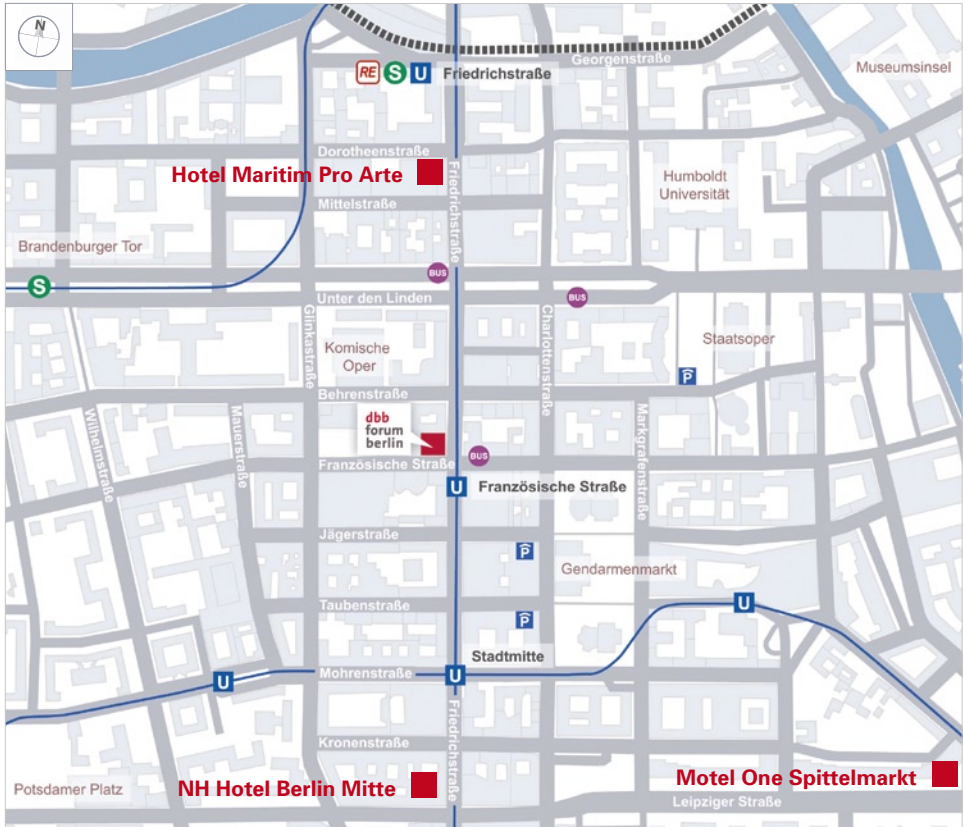 N
RE S U Friedrichstraße
Georgenstraße
Museumsinsel
Dorotheenstraße
Hotel Maritim Pro Arte
Friedrichstraße
Humboldt
Universität
Mittelstraße
Brandenburger Tor
BUS
S
Unter den Linden
BUS
Glinkastraße
Charlottenstraße
Komische
Oper
Staatsoper
P
Behrenstraße
Wilhelmstraße
Mauerstraße
dbb
forum
berlin
Markgrafenstraße
Französische Straße
BUS
U Französische Straße
Jägerstraße
P
Gendarmenmarkt
Taubenstraße
U
P
Stadtmitte
U
Mohrenstraße
U
Friedrichstraße
Kronenstraße
Potsdamer Platz
NH Hotel Berlin Mitte
Motel One Spittelmarkt
Leipziger Straße